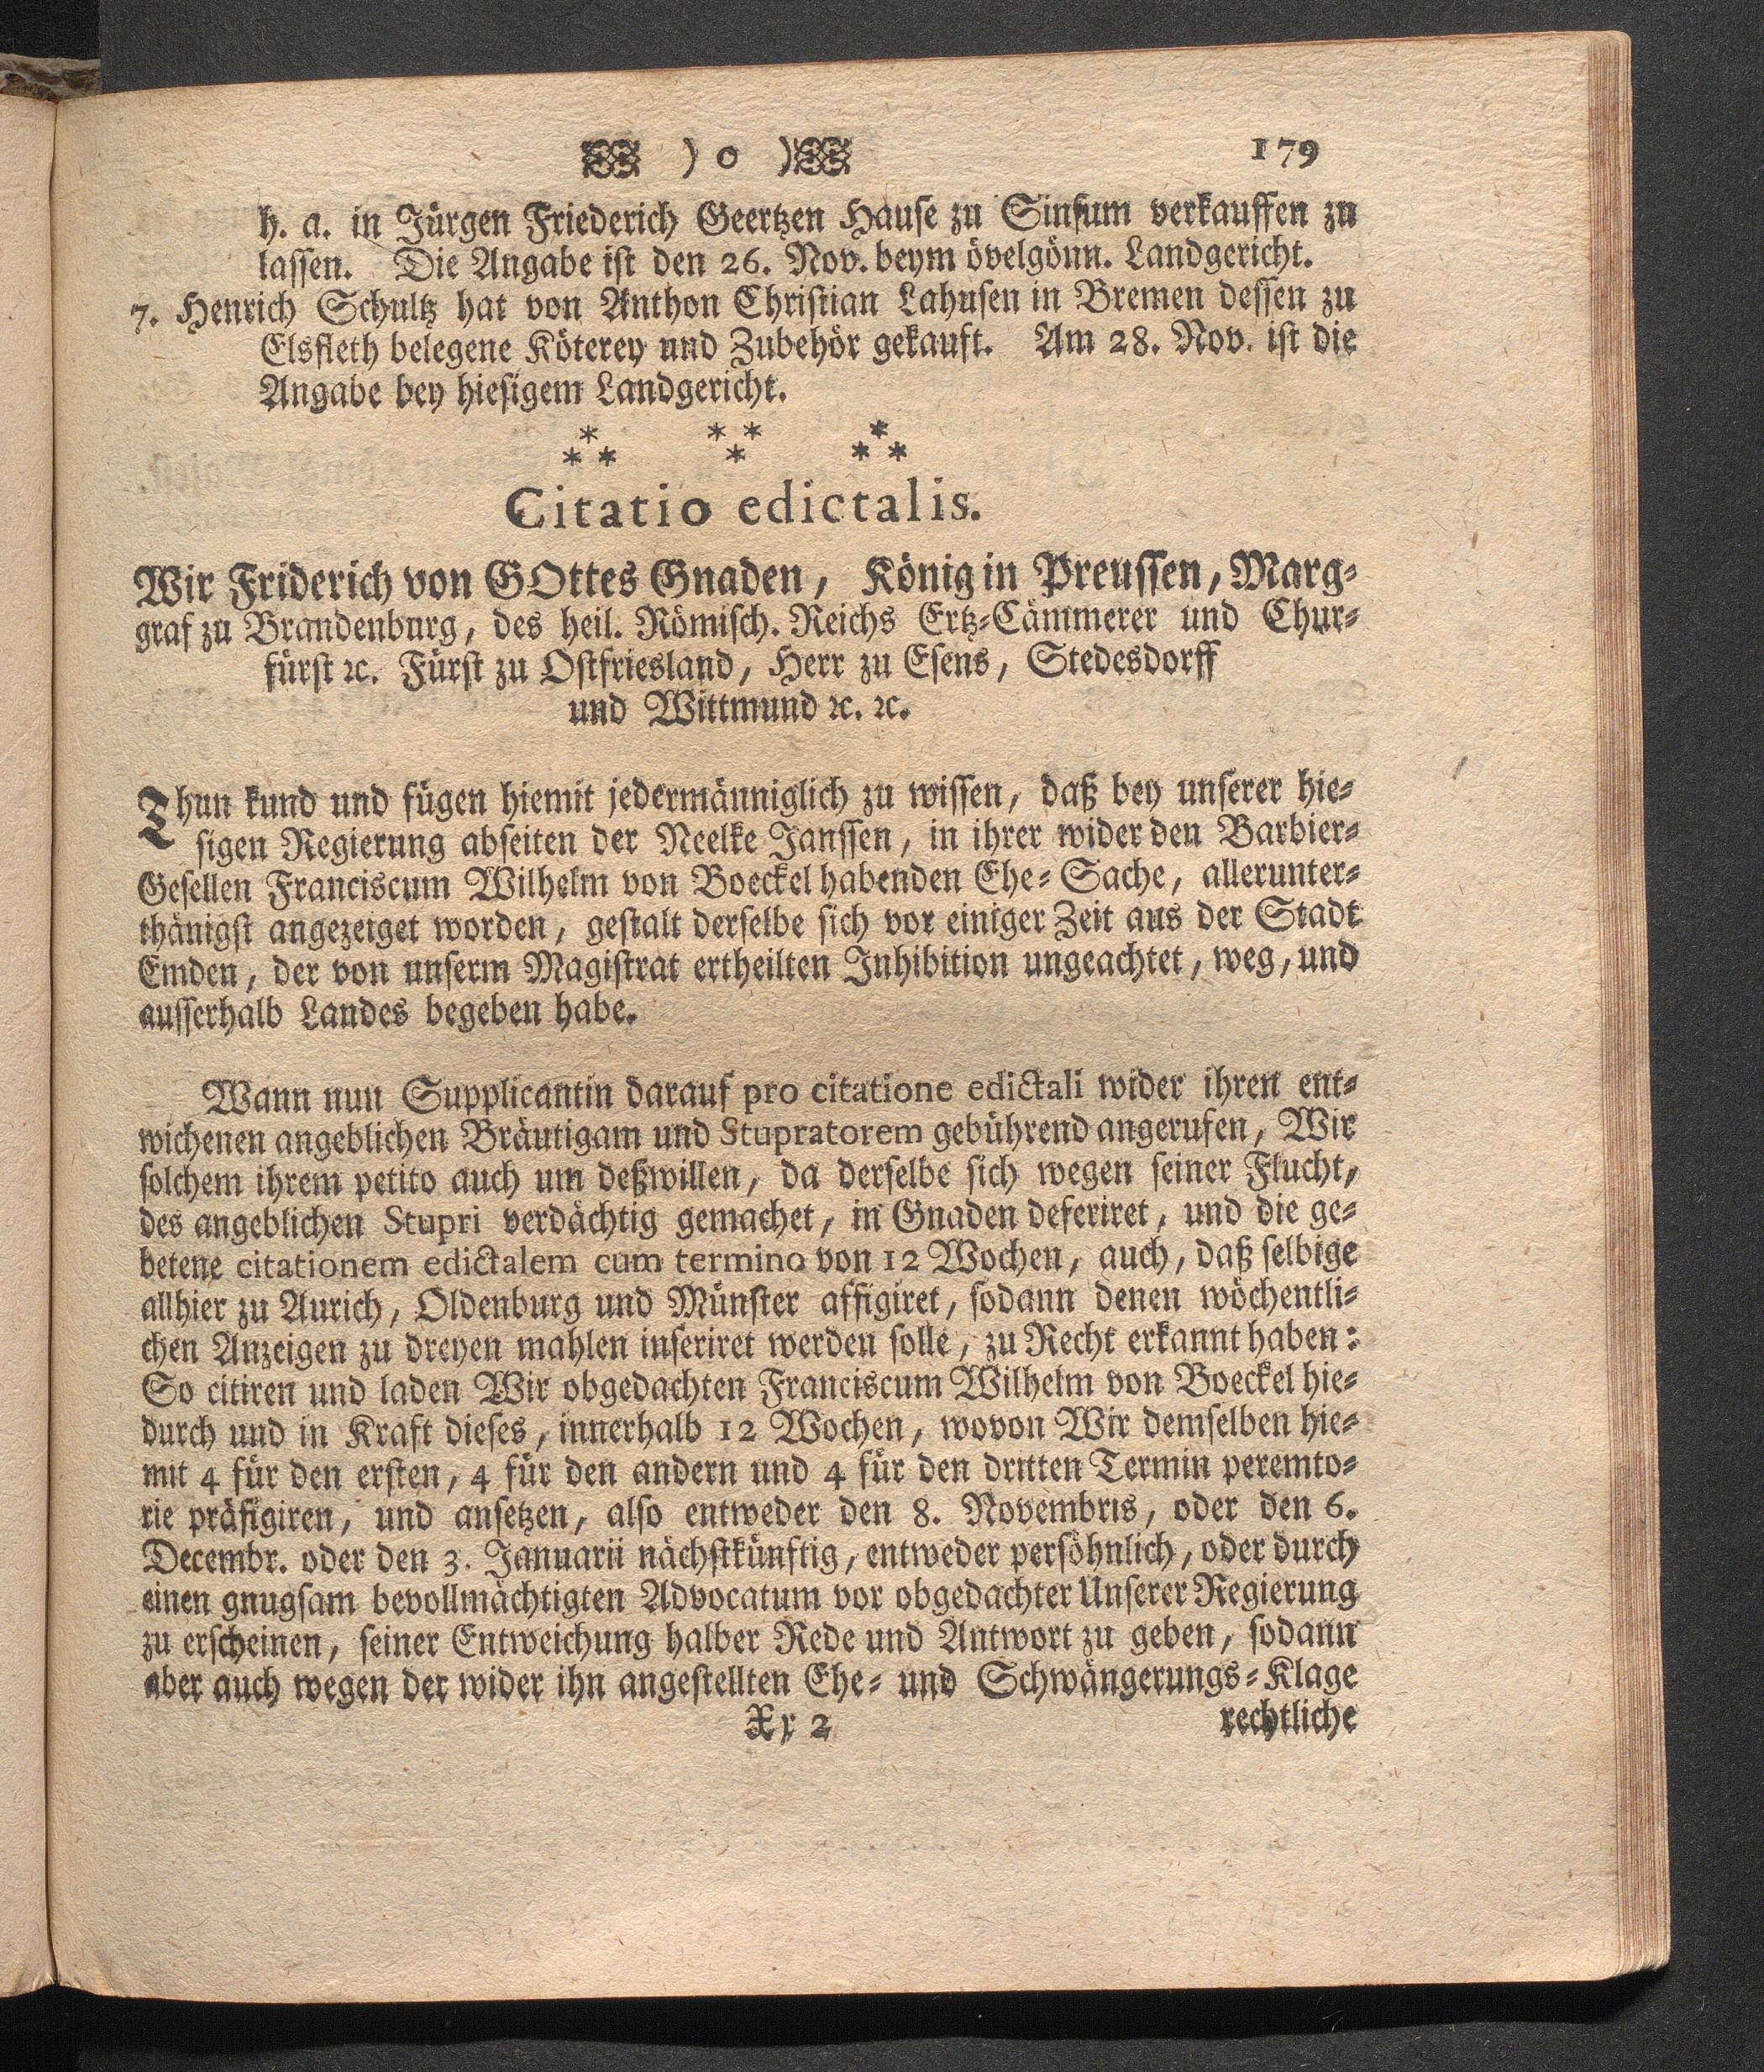 ) 0 ) 179
h. a. in Jürgen Friederich Geertzen Hause zu Sinsum verkauffen zu
lassen. Die Angabe ist den 26. Nov. beym övelgönn. Landgericht.
7. Henrich Schultz hat von Anthon Christian Lahusen in Bremen dessen zu
Elsfleth belegene Köterey und Zubehör gekauft. Am 28. Nov. ist die
Angabe bey hiesigem Landgericht.
* * * * * *
* * *
Citatio edictalis.
Wir Friderich von GOttes Gnaden, König in Preussen, Marg-
graf zu Brandenburg, des heil. Römisch. Reichs Ertz-Cämmerer und Chur-
fürst ꝛc. Fürst zu Ostfriesland, Herr zu Esens, Stedesdorff
und Wittmund ꝛc. ꝛc.
Thun kund und fügen hiemit jedermänniglich zu wissen, daß bey unserer hie-
sigen Regierung abseiten der Neelke Janssen, in ihrer wider den Barbier-
Gesellen Franciscum Wilhelm von Boeckel habenden Ehe-Sache, allerunter-
thänigst angezeiget worden, gestalt derselbe sich vor einiger Zeit aus der Stadt
Emden, der von unserm Magistrat ertheilten Inhibition ungeachtet, weg, und
ausserhalb Landes begeben habe.
Wann nun Supplicantin darauf pro citatione edictali wider ihren ent-
wichenen angeblichen Bräutigam und Stupratorem gebührend angerufen, Wir
solchem ihrem petito auch um deßwillen, da derselbe sich wegen seiner Flucht,
des angeblichen Stupri verdächtig gemachet, in Gnaden deferiret, und die ge-
betene citationem edictalem cum termino von 12 Wochen, auch, daß selbige
allhier zu Aurich, Oldenburg und Münster affigiret, sodann denen wöchentli-
chen Anzeigen zu dreyen mahlen inseriret werden solle, zu Recht erkannt haben:
So citiren und laden Wir obgedachten Franciscum Wilhelm von Boeckel hie-
durch und in Kraft dieses, innerhalb 12 Wochen, wovon Wir demselben hie-
mit 4 für den ersten, 4 für den andern und 4 für den dritten Termin peremto-
rie präfigiren, und ansetzen, also entweder den 8. Novembris, oder den 6.
Decembr. oder den 3. Januarii nächstkünftig, entweder persöhnlich, oder durch
einen gnugsam bevollmächtigten Advocatum vor obgedachter Unserer Regierung
zu erscheinen, seiner Entweichung halber Rede und Antwort zu geben, sodann
aber auch wegen der wider ihn angestellten Ehe- und Schwängerungs-Klage
Xx 2 rechtliche